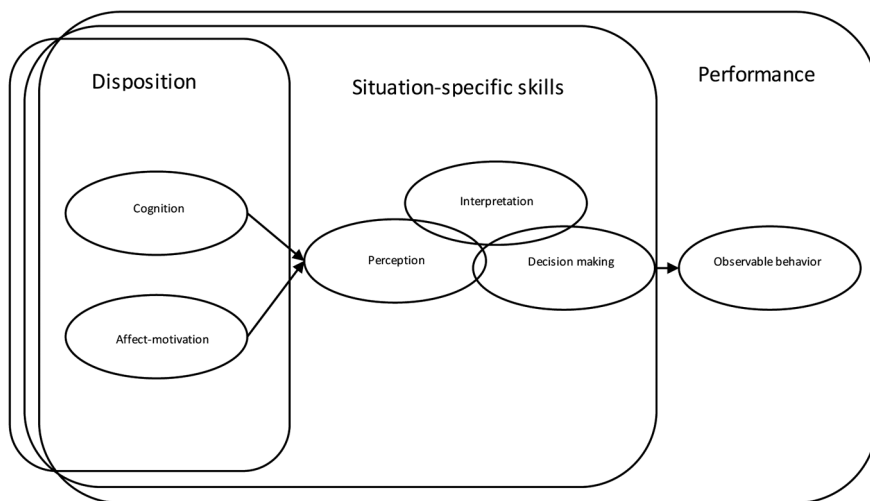 Disposition
Situation-specific skills
Performance
Cognition
Affect-motivation
Interpretation
Perception
Decision making
Observable behavior